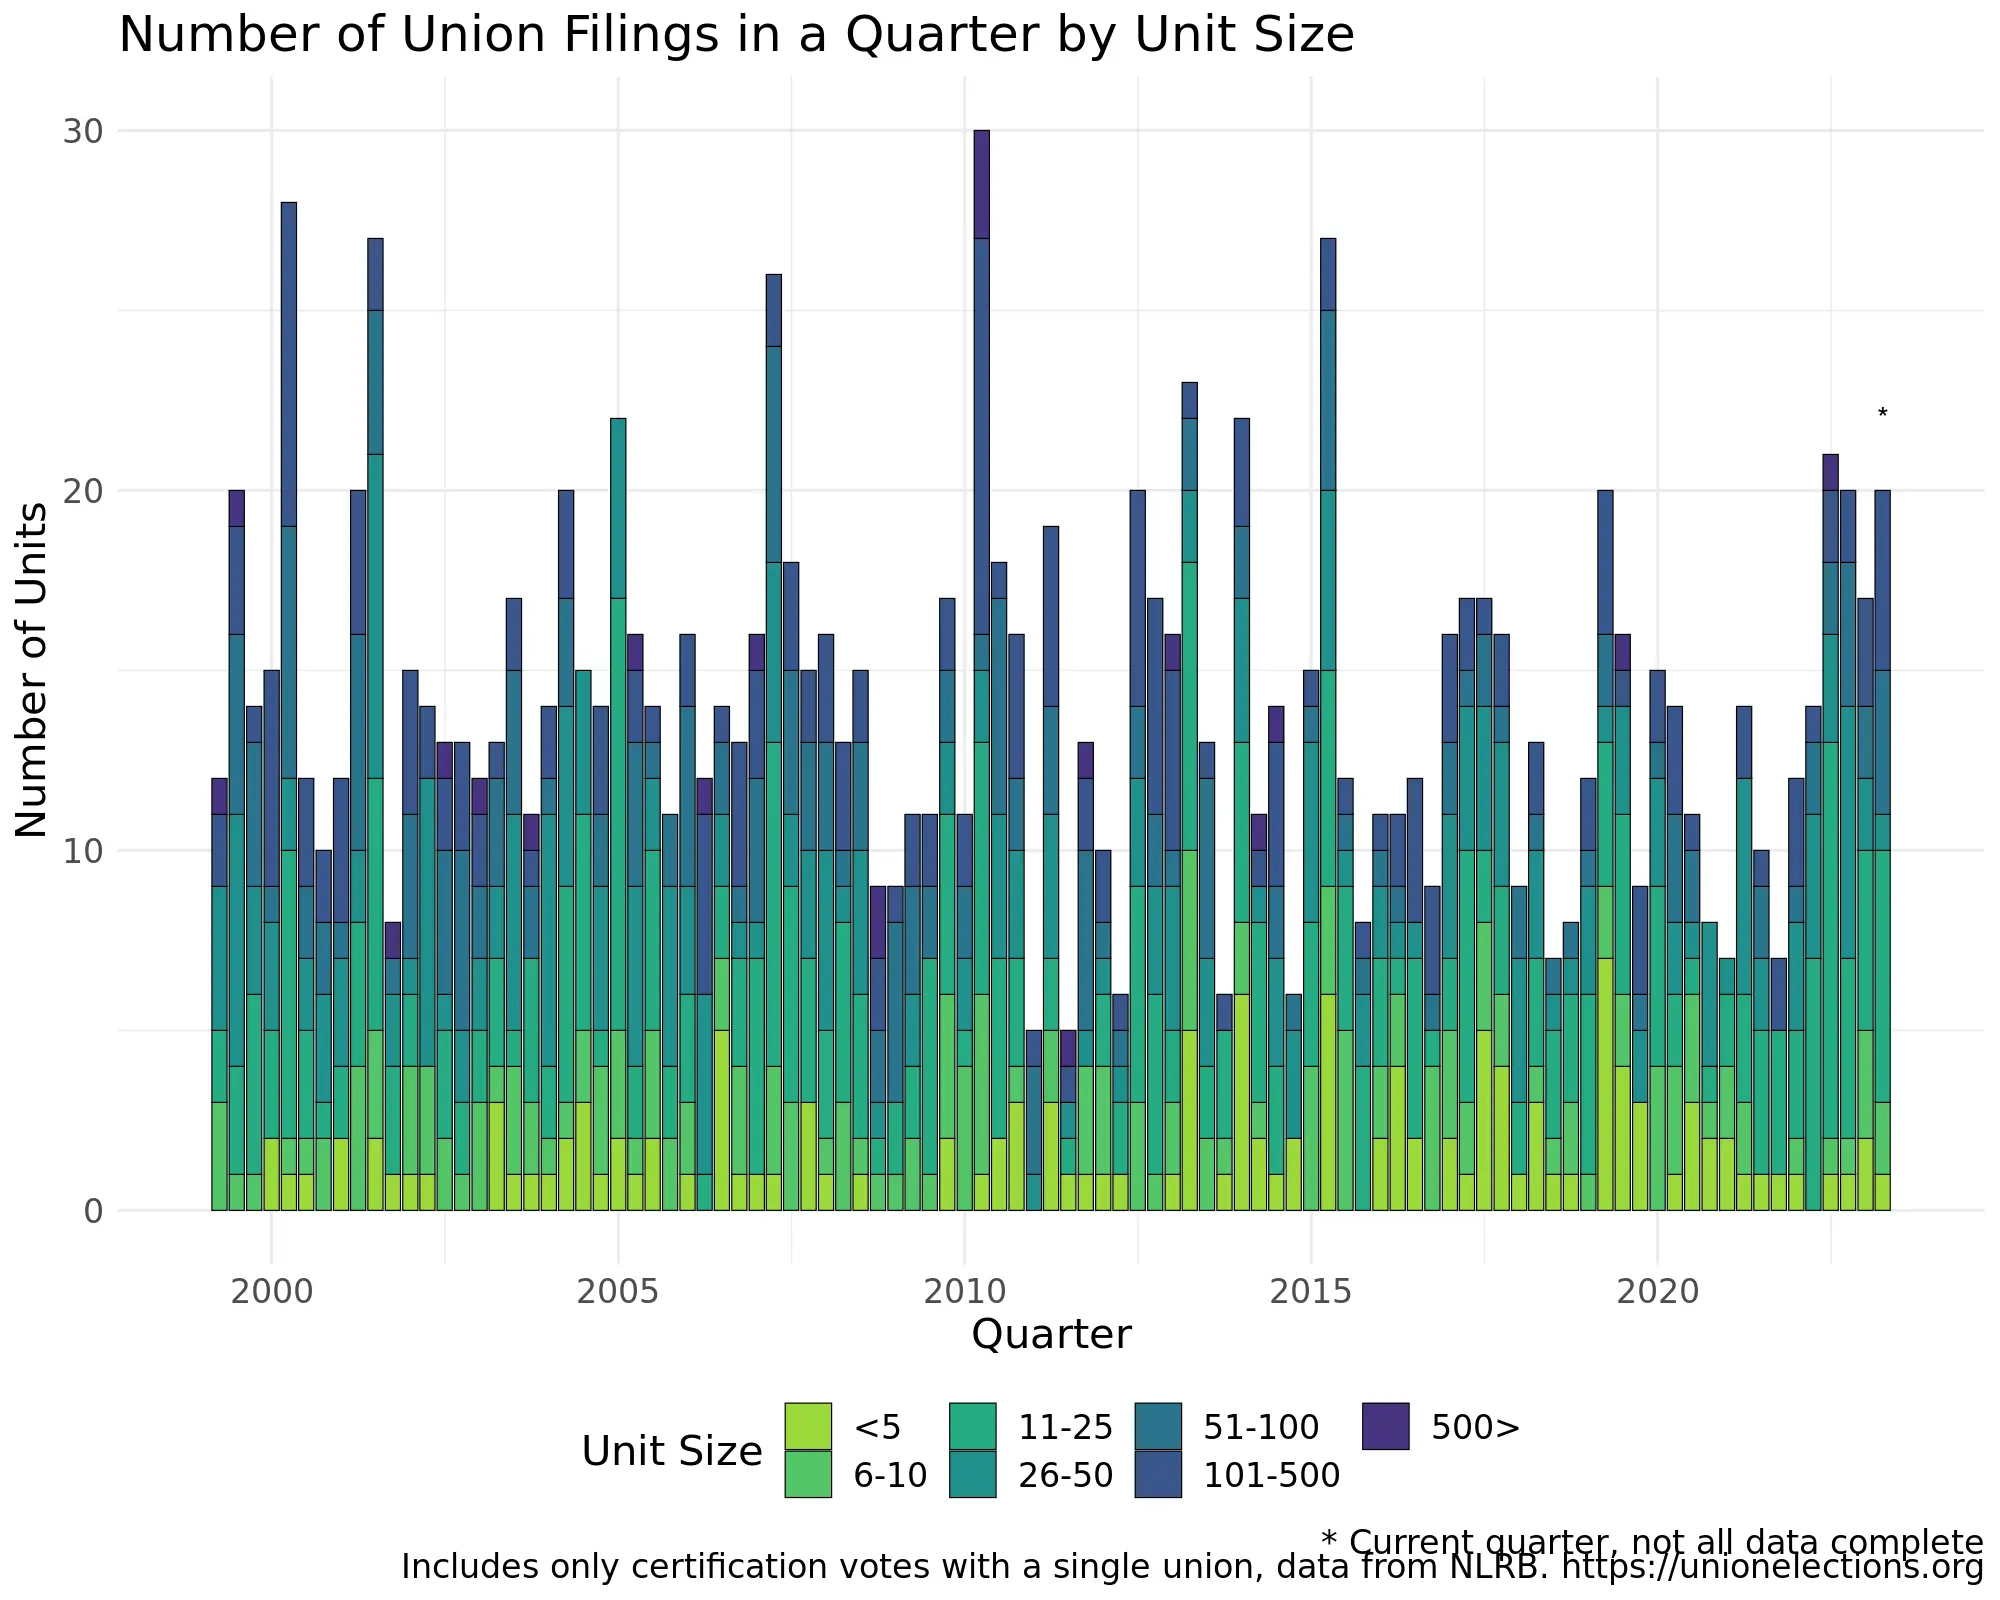 Number of Union Filings in a Quarter by Unit Size
30
20
10
0
Number of Units
*
2000 2005 2010 2015 2020
Quarter
Unit Size
<5 11-25 51-100 500>
6-10 26-50 101-500
* Current quarter, not all data complete
Includes only certification votes with a single union, data from NLRB. https://unionelections.org